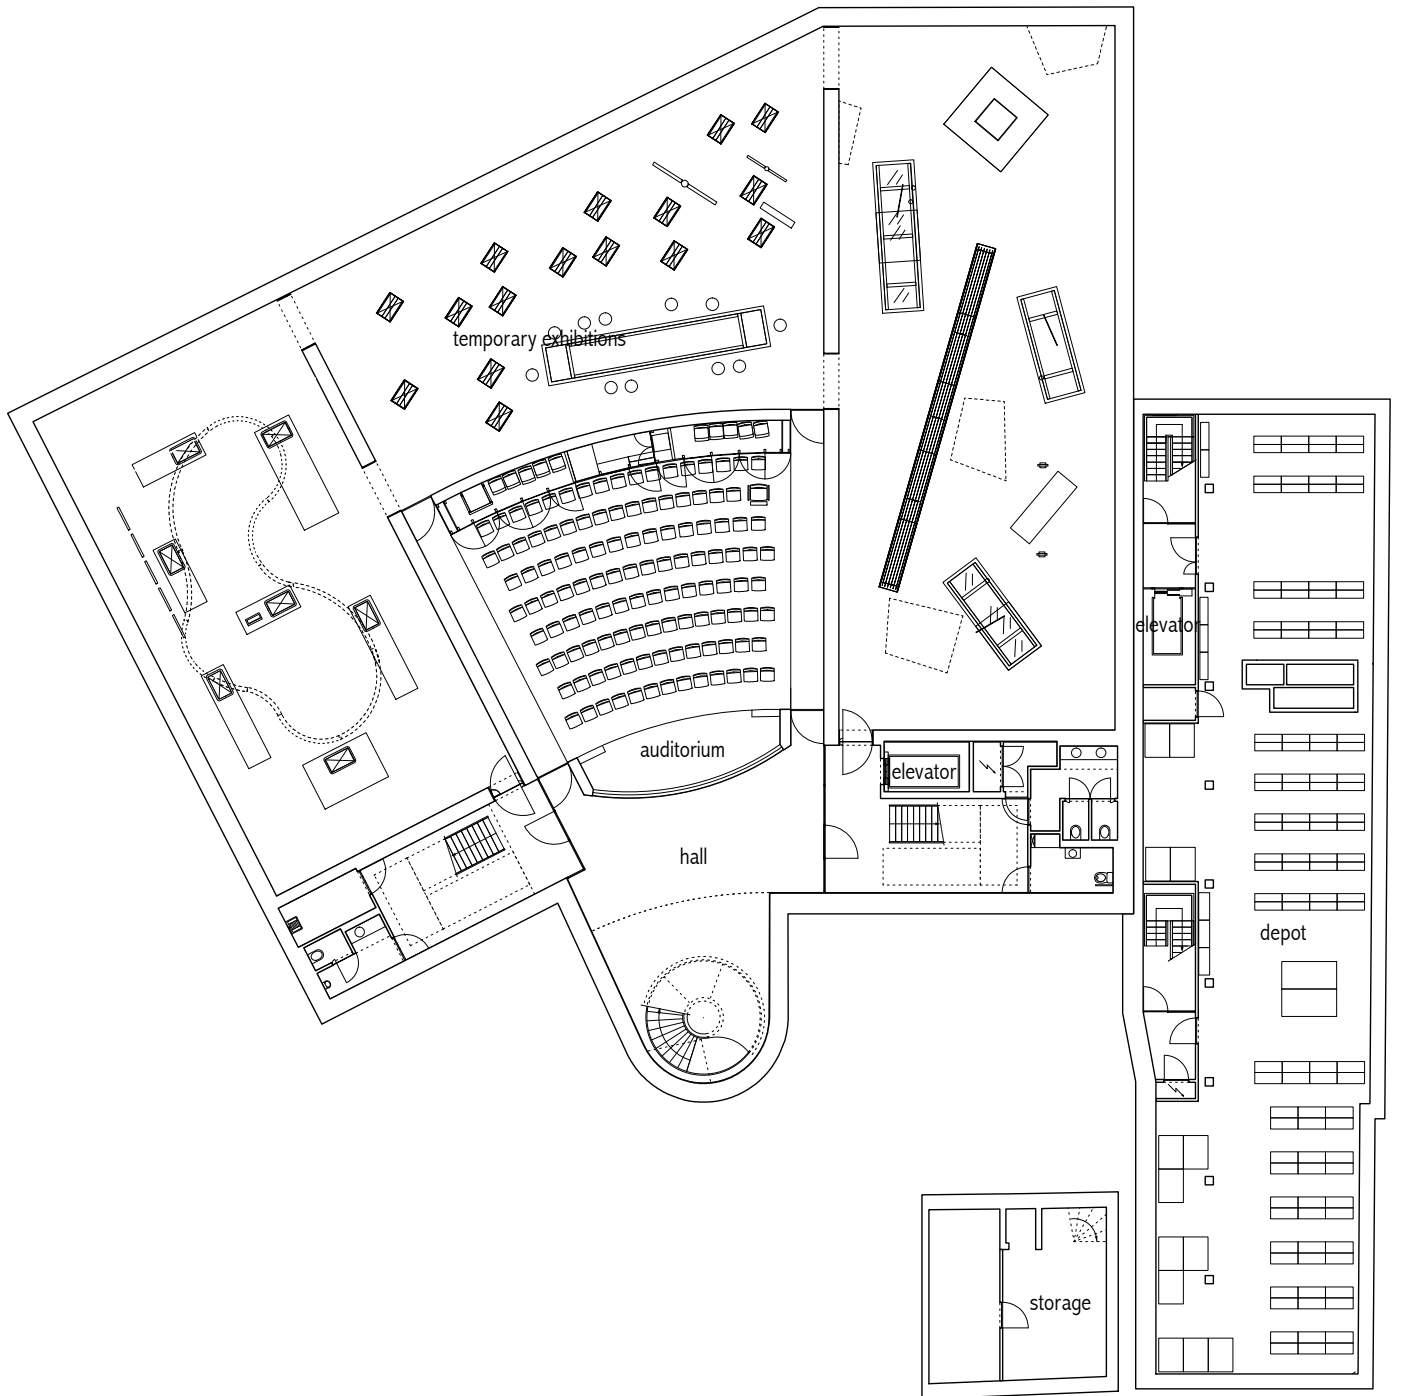 temporary exhibitions
elevator
auditorium
elevator
hall
depot
storage